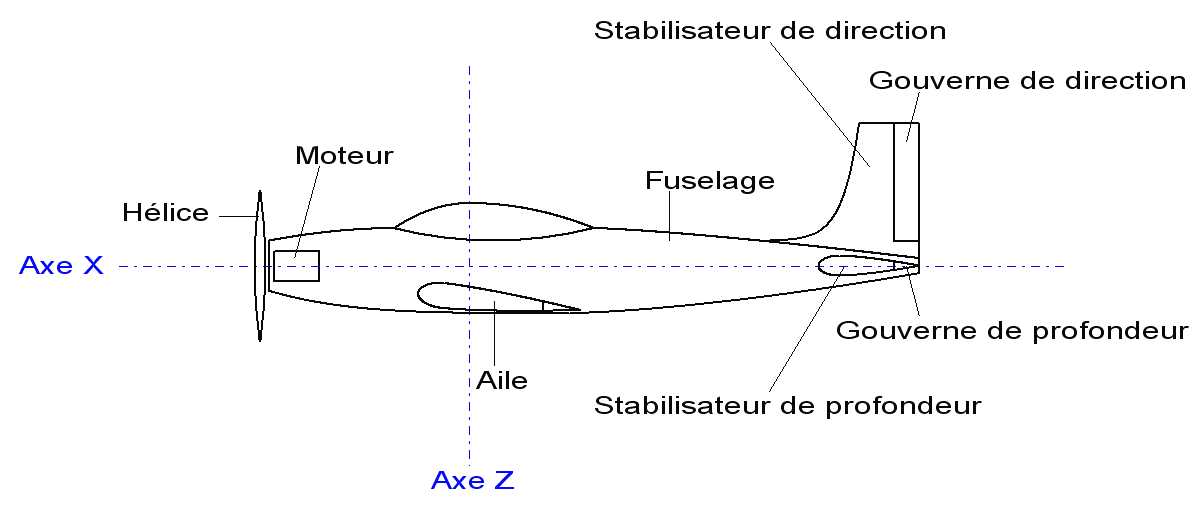 Stabilisateur de direction
Gouverne de direction
Moteur
Fuselage
Hélice
Axe X
Gouverne de profondeur
Aile
Stabilisateur de profondeur
Axe Z